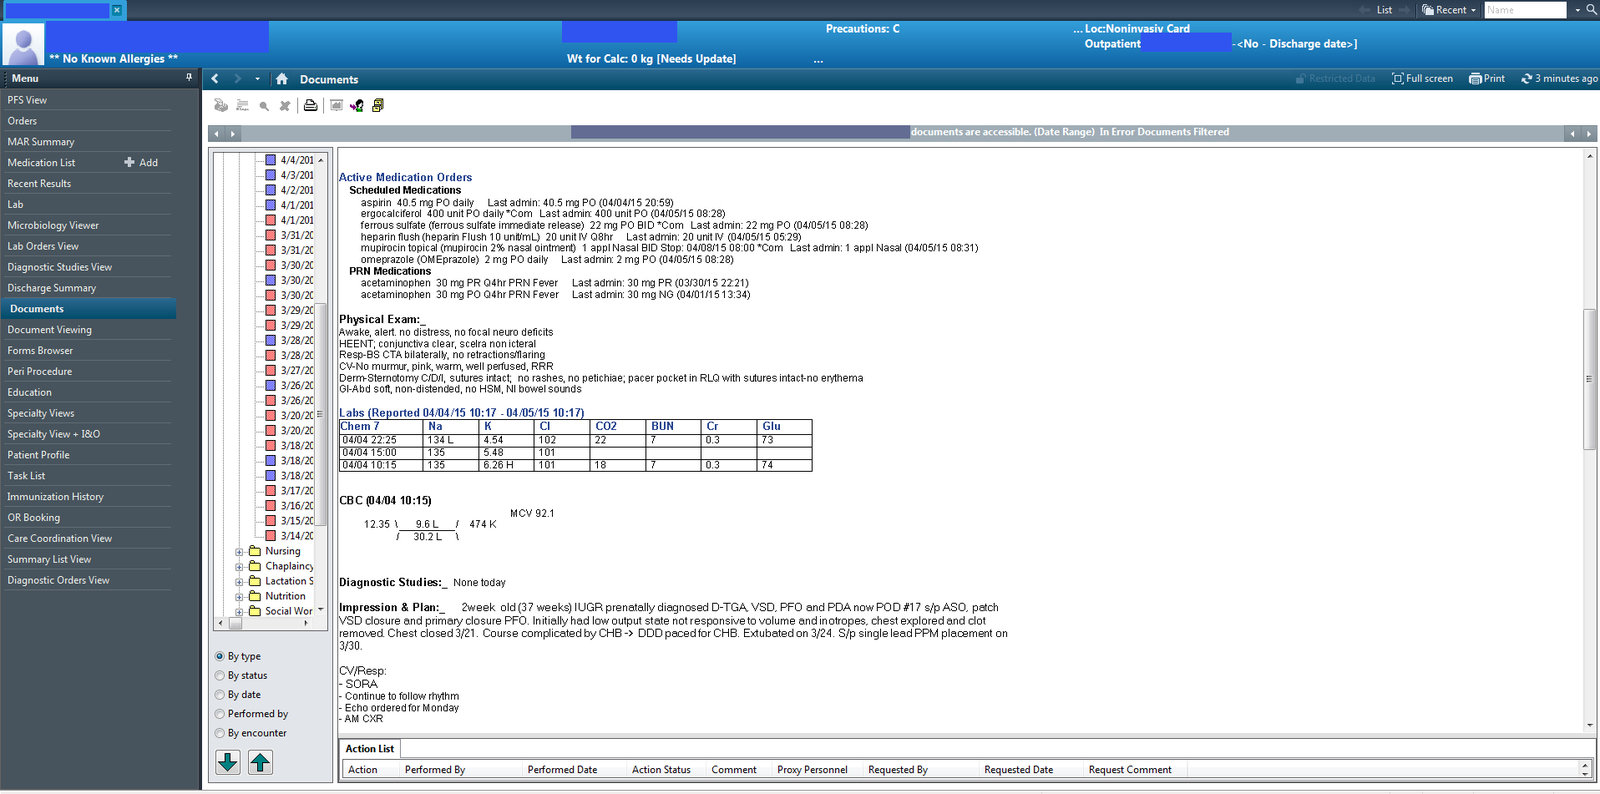 List
Recent
Name
Precautions: C
... Loc:Noninvasiv Card
Outpatient -<No - Discharge date>]
** No Known Allergies **
Wt for Calc: 0 kg [Needs Update]
...
Menu
Documents
Restricted Data
Full screen
Print
3 minutes ago
PFS View
Orders
MAR Summary
Medication List
Add
Recent Results
Lab
Microbiology Viewer
Lab Orders View
Diagnostic Studies View
Discharge Summary
Documents
Document Viewing
Forms Browser
Peri Procedure
Education
Specialty Views
Specialty View + I&O
Patient Profile
Task List
Immunization History
OR Booking
Care Coordination View
Summary List View
Diagnostic Orders View
documents are accessible. (Date Range) In Error Documents Filtered
4/4/201
4/3/201
4/2/201
4/1/201
4/1/201
3/31/20
3/31/20
3/30/20
3/30/20
3/30/20
3/29/20
3/29/20
3/28/20
3/28/20
3/27/20
3/26/20
3/26/20
3/20/20
3/20/20
3/18/20
3/18/20
3/18/20
3/17/20
3/16/20
3/15/20
3/14/20
Nursing
Chaplaincy
Lactation S
Nutrition
Social Wor
By type
By status
By date
Performed by
By encounter
Active Medication Orders
Scheduled Medications
aspirin 40.5 mg PO daily Last admin: 40.5 mg PO (04/04/15 20:59)
ergocalciferol 400 unit PO daily *Com Last admin: 400 unit PO (04/05/15 08:28)
ferrous sulfate (ferrous sulfate immediate release) 22 mg PO BID *Com Last admin: 22 mg PO (04/05/15 08:28)
heparin flush (heparin Flush 10 unit/mL) 20 unit IV Q8hr Last admin: 20 unit IV (04/05/15 05:29)
mupirocin topical (mupirocin 2% nasal ointment) 1 appl Nasal BID Stop: 04/08/15 08:00 *Com Last admin: 1 appl Nasal (04/05/15 08:31)
omeprazole (OMEprazole) 2 mg PO daily Last admin: 2 mg PO (04/05/15 08:28)
PRN Medications
acetaminophen 30 mg PR Q4hr PRN Fever Last admin: 30 mg PR (03/30/15 22:21)
acetaminophen 30 mg PO Q4hr PRN Fever Last admin: 30 mg NG (04/01/15 13:34)
Physical Exam:_
Awake, alert. no distress, no focal neuro deficits
HEENT; conjunctiva clear, scelra non icteral
Resp-BS CTA bilaterally, no retractions/flaring
CV-No murmur, pink, warm, well perfused, RRR
Derm-Sternotomy C/D/I, sutures intact; no rashes, no petichiae; pacer pocket in RLQ with sutures intact-no erythema
GI-Abd soft, non-distended, no HSM, Nl bowel sounds
Labs (Reported 04/04/15 10:17 - 04/05/15 10:17)
Chem 7 Na K Cl CO2 BUN Cr Glu
04/04 22:25 134 L 4.54 102 22 7 0.3 73
04/04 15:00 135 5.48 101
04/04 10:15 135 6.26 H 101 18 7 0.3 74
CBC (04/04 10:15)
MCV 92.1
12.35 \ 9.6 L / 474 K
/ 30.2 L \
Diagnostic Studies:_ None today
Impression & Plan:_ 2week old (37 weeks) IUGR prenatally diagnosed D-TGA, VSD, PFO and PDA now POD #17 s/p ASO, patch
VSD closure and primary closure PFO. Initially had low output state not responsive to volume and inotropes, chest explored and clot
removed. Chest closed 3/21. Course complicated by CHB -> DDD paced for CHB. Extubated on 3/24. S/p single lead PPM placement on
3/30.
CV/Resp:
- SORA
- Continue to follow rhythm
- Echo ordered for Monday
- AM CXR
Action List
Action Performed By Performed Date Action Status Comment Proxy Personnel Requested By Requested Date Request Comment